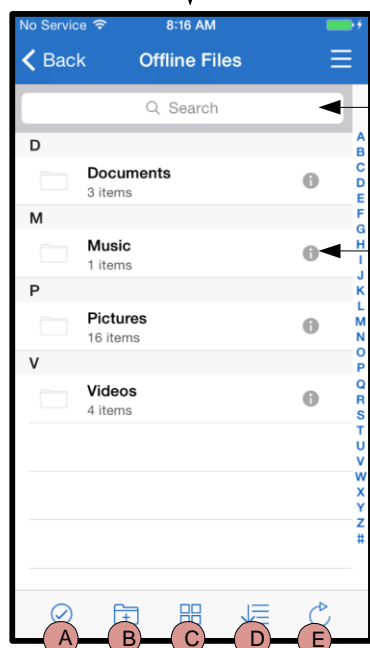 No Service 8:16 AM
Back Offline Files
Search
D
Documents
3 items
M
Music
1 items
P
Pictures
16 items
V
Videos
4 items
A
B
C
D
E
F
G
H
I
J
K
L
M
N
O
P
Q
R
S
T
U
V
W
X
Y
Z
#
A B C D E